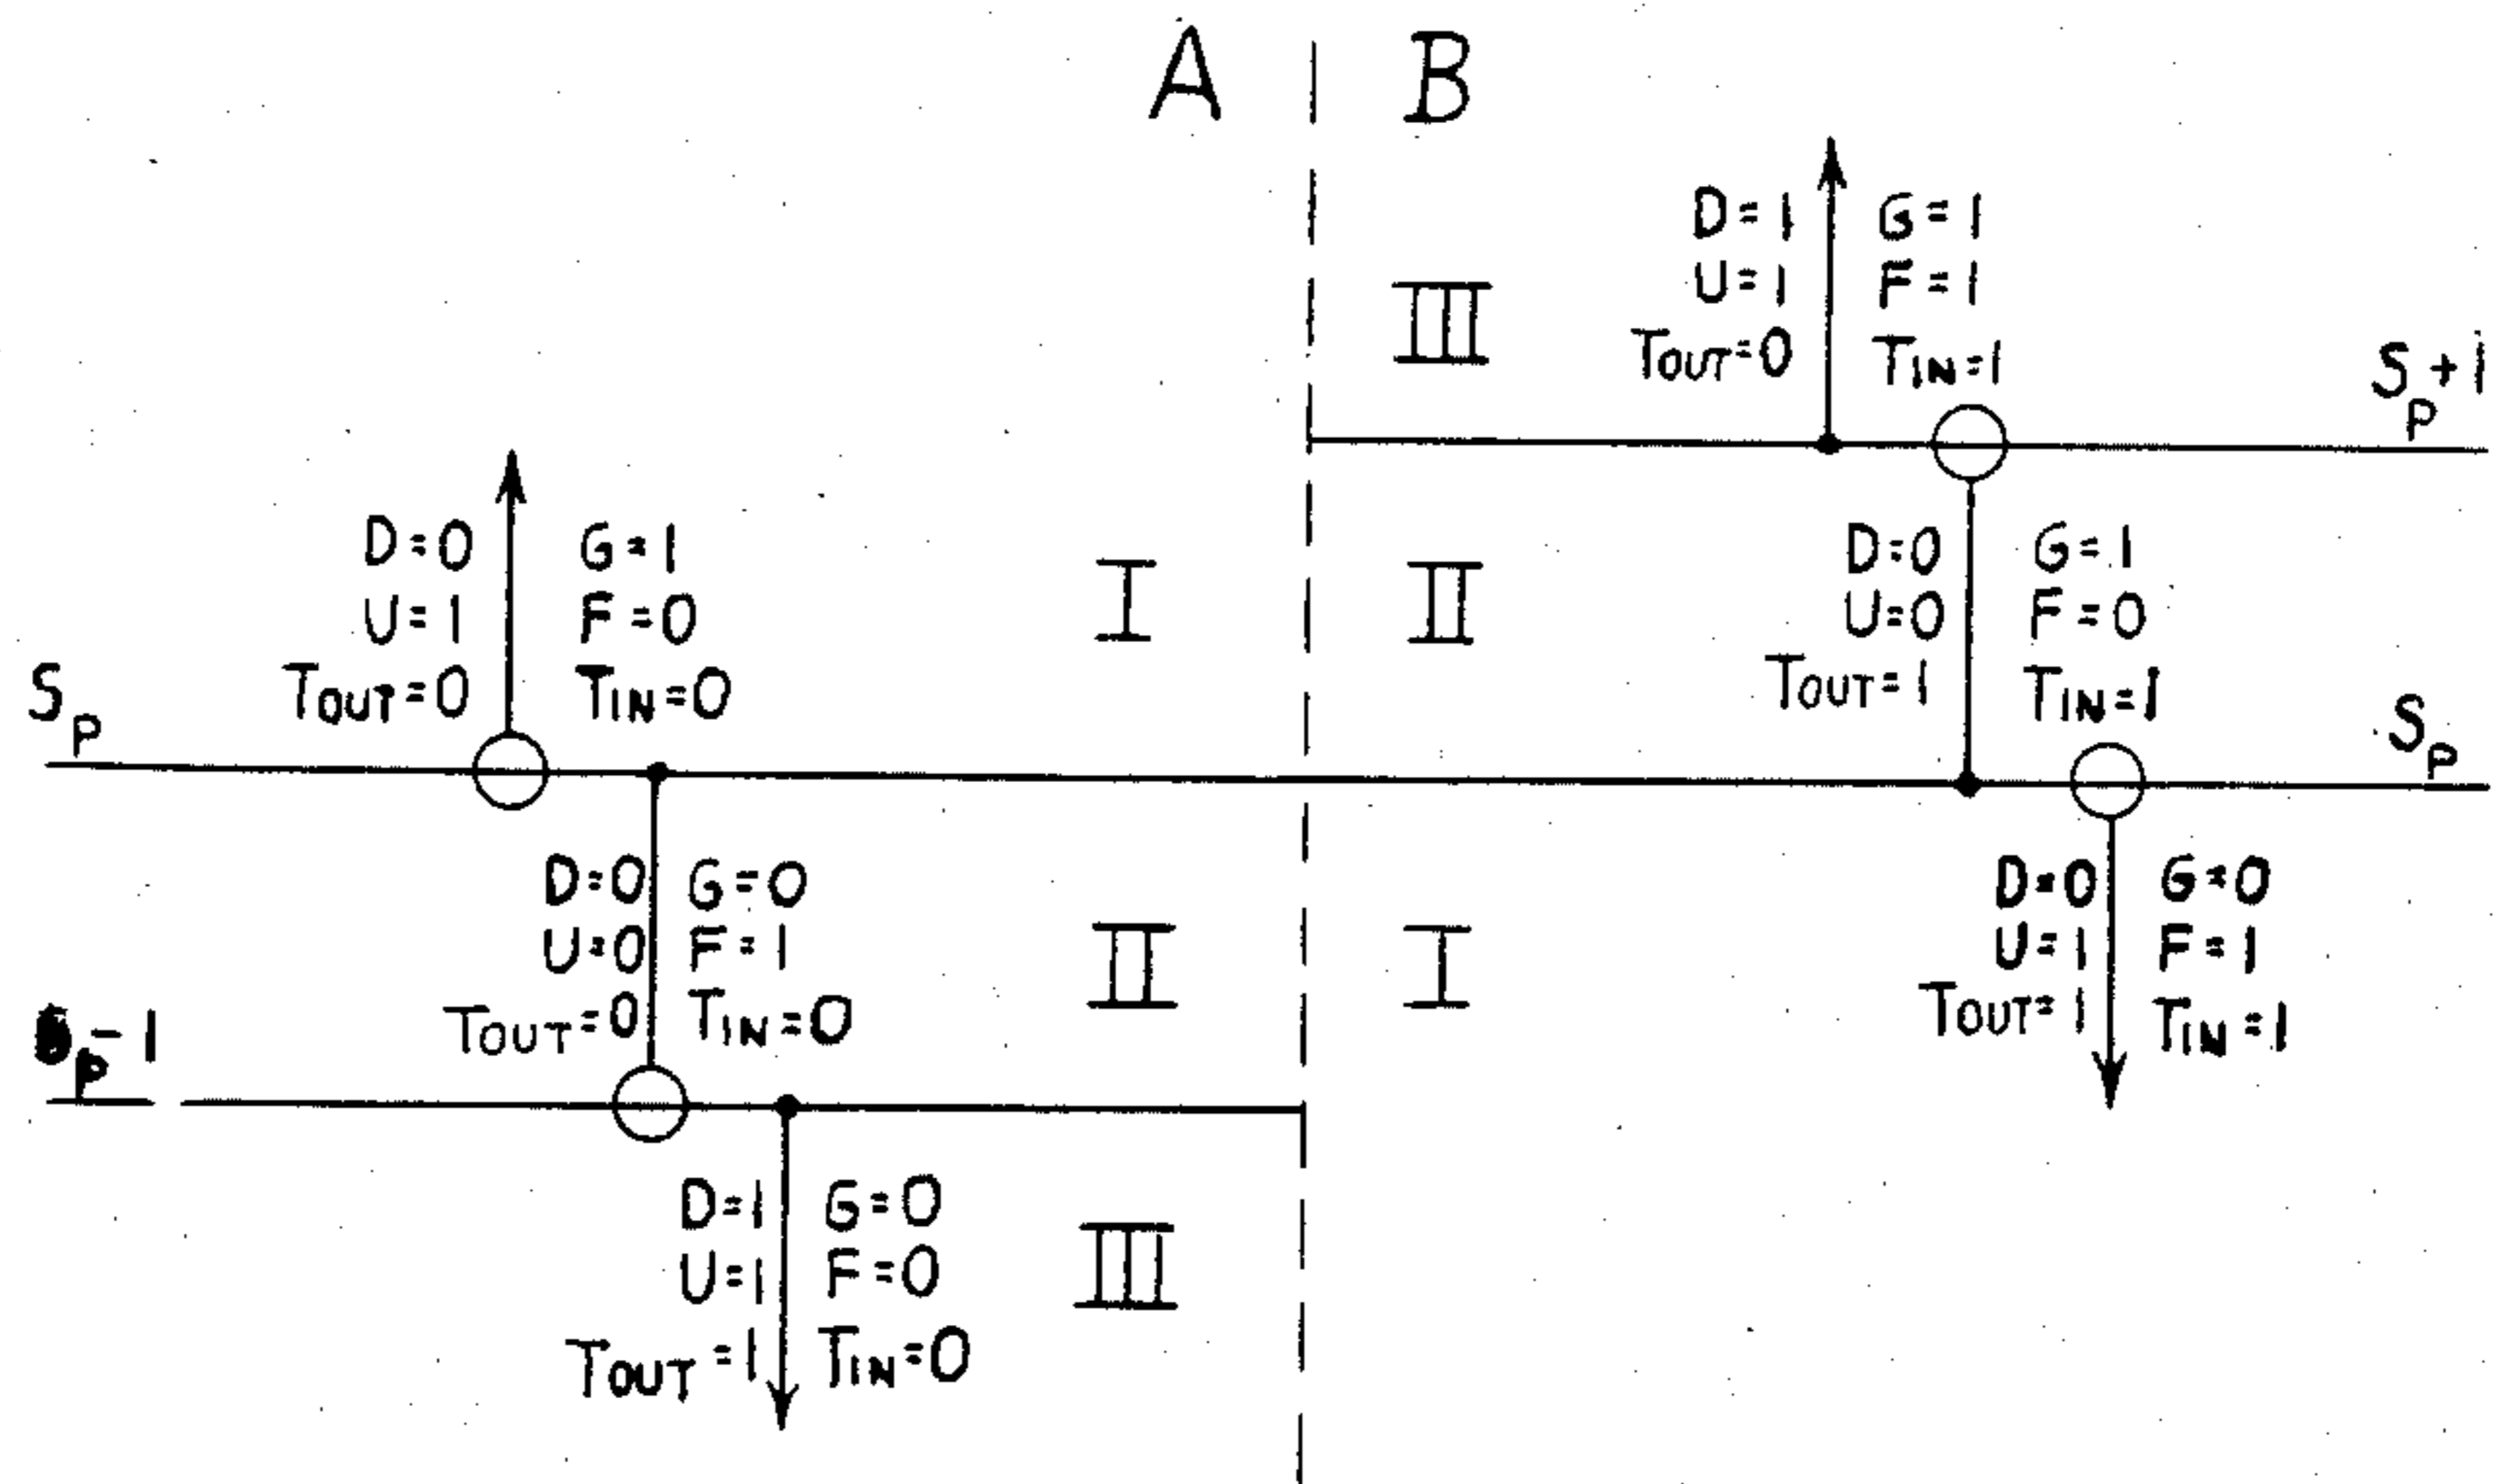 A B
D=1 G=1
U=1 F=1
TOUT=0 TIN=1
III
Sp+1
D=0 G=1
U=1 F=0
TOUT=0 TIN=0
I
II
D=0 G=1
U=0 F=0
TOUT=1 TIN=1
Sp
Sp
D=0 G=0
U=0 F=1
TOUT=0 TIN=0
II
I
D=0 G=0
U=1 F=1
TOUT=1 TIN=1
p-1
D=1 G=0
U=1 F=0
TOUT=1 TIN=0
III